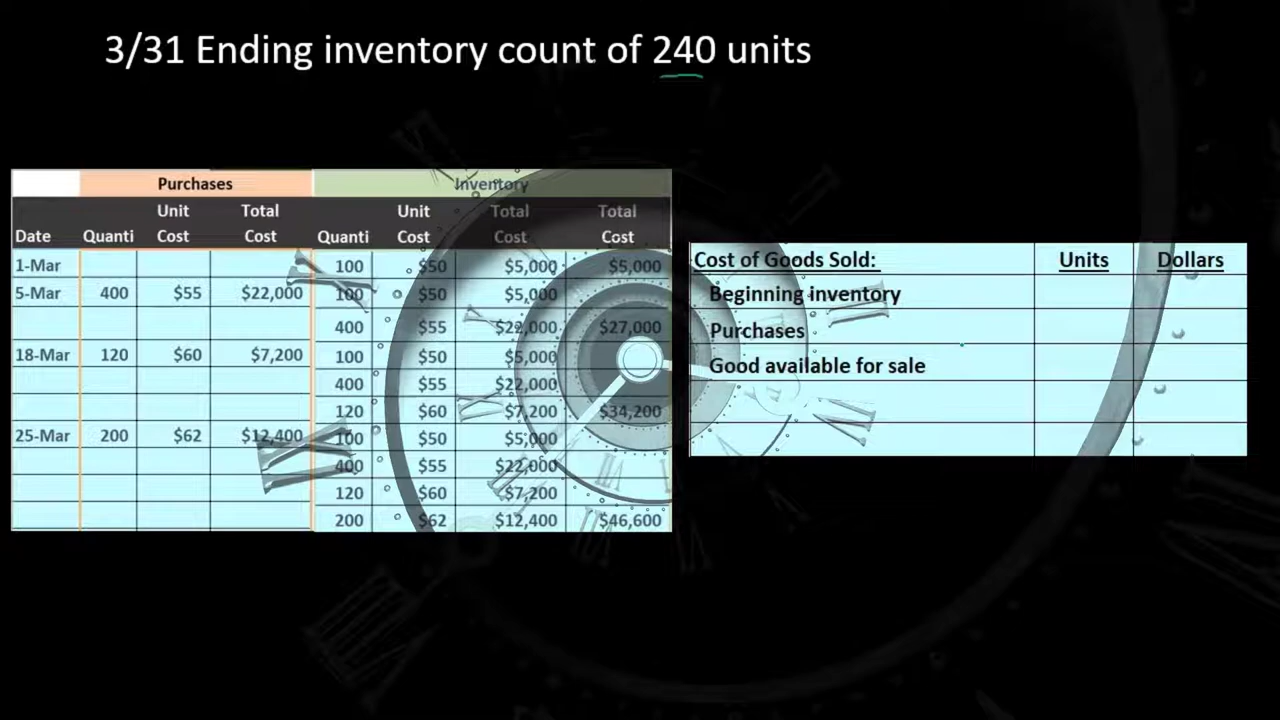 3/31 Ending inventory count of 240 units
Purchases Inventory
Unit Total Unit Total Total
Date Quanti Cost Cost Quanti Cost Cost Cost
1-Mar 100 $50 $5,000 $5,000
5-Mar 400 $55 $22,000 100 $50 $5,000
400 $55 $22,000 $27,000
18-Mar 120 $60 $7,200 100 $50 $5,000
400 $55 $22,000
120 $60 $7,200 $34,200
25-Mar 200 $62 $12,400 100 $50 $5,000
400 $55 $22,000
120 $60 $7,200
200 $62 $12,400 $46,600
Cost of Goods Sold: Units Dollars
Beginning inventory
Purchases
Good available for sale